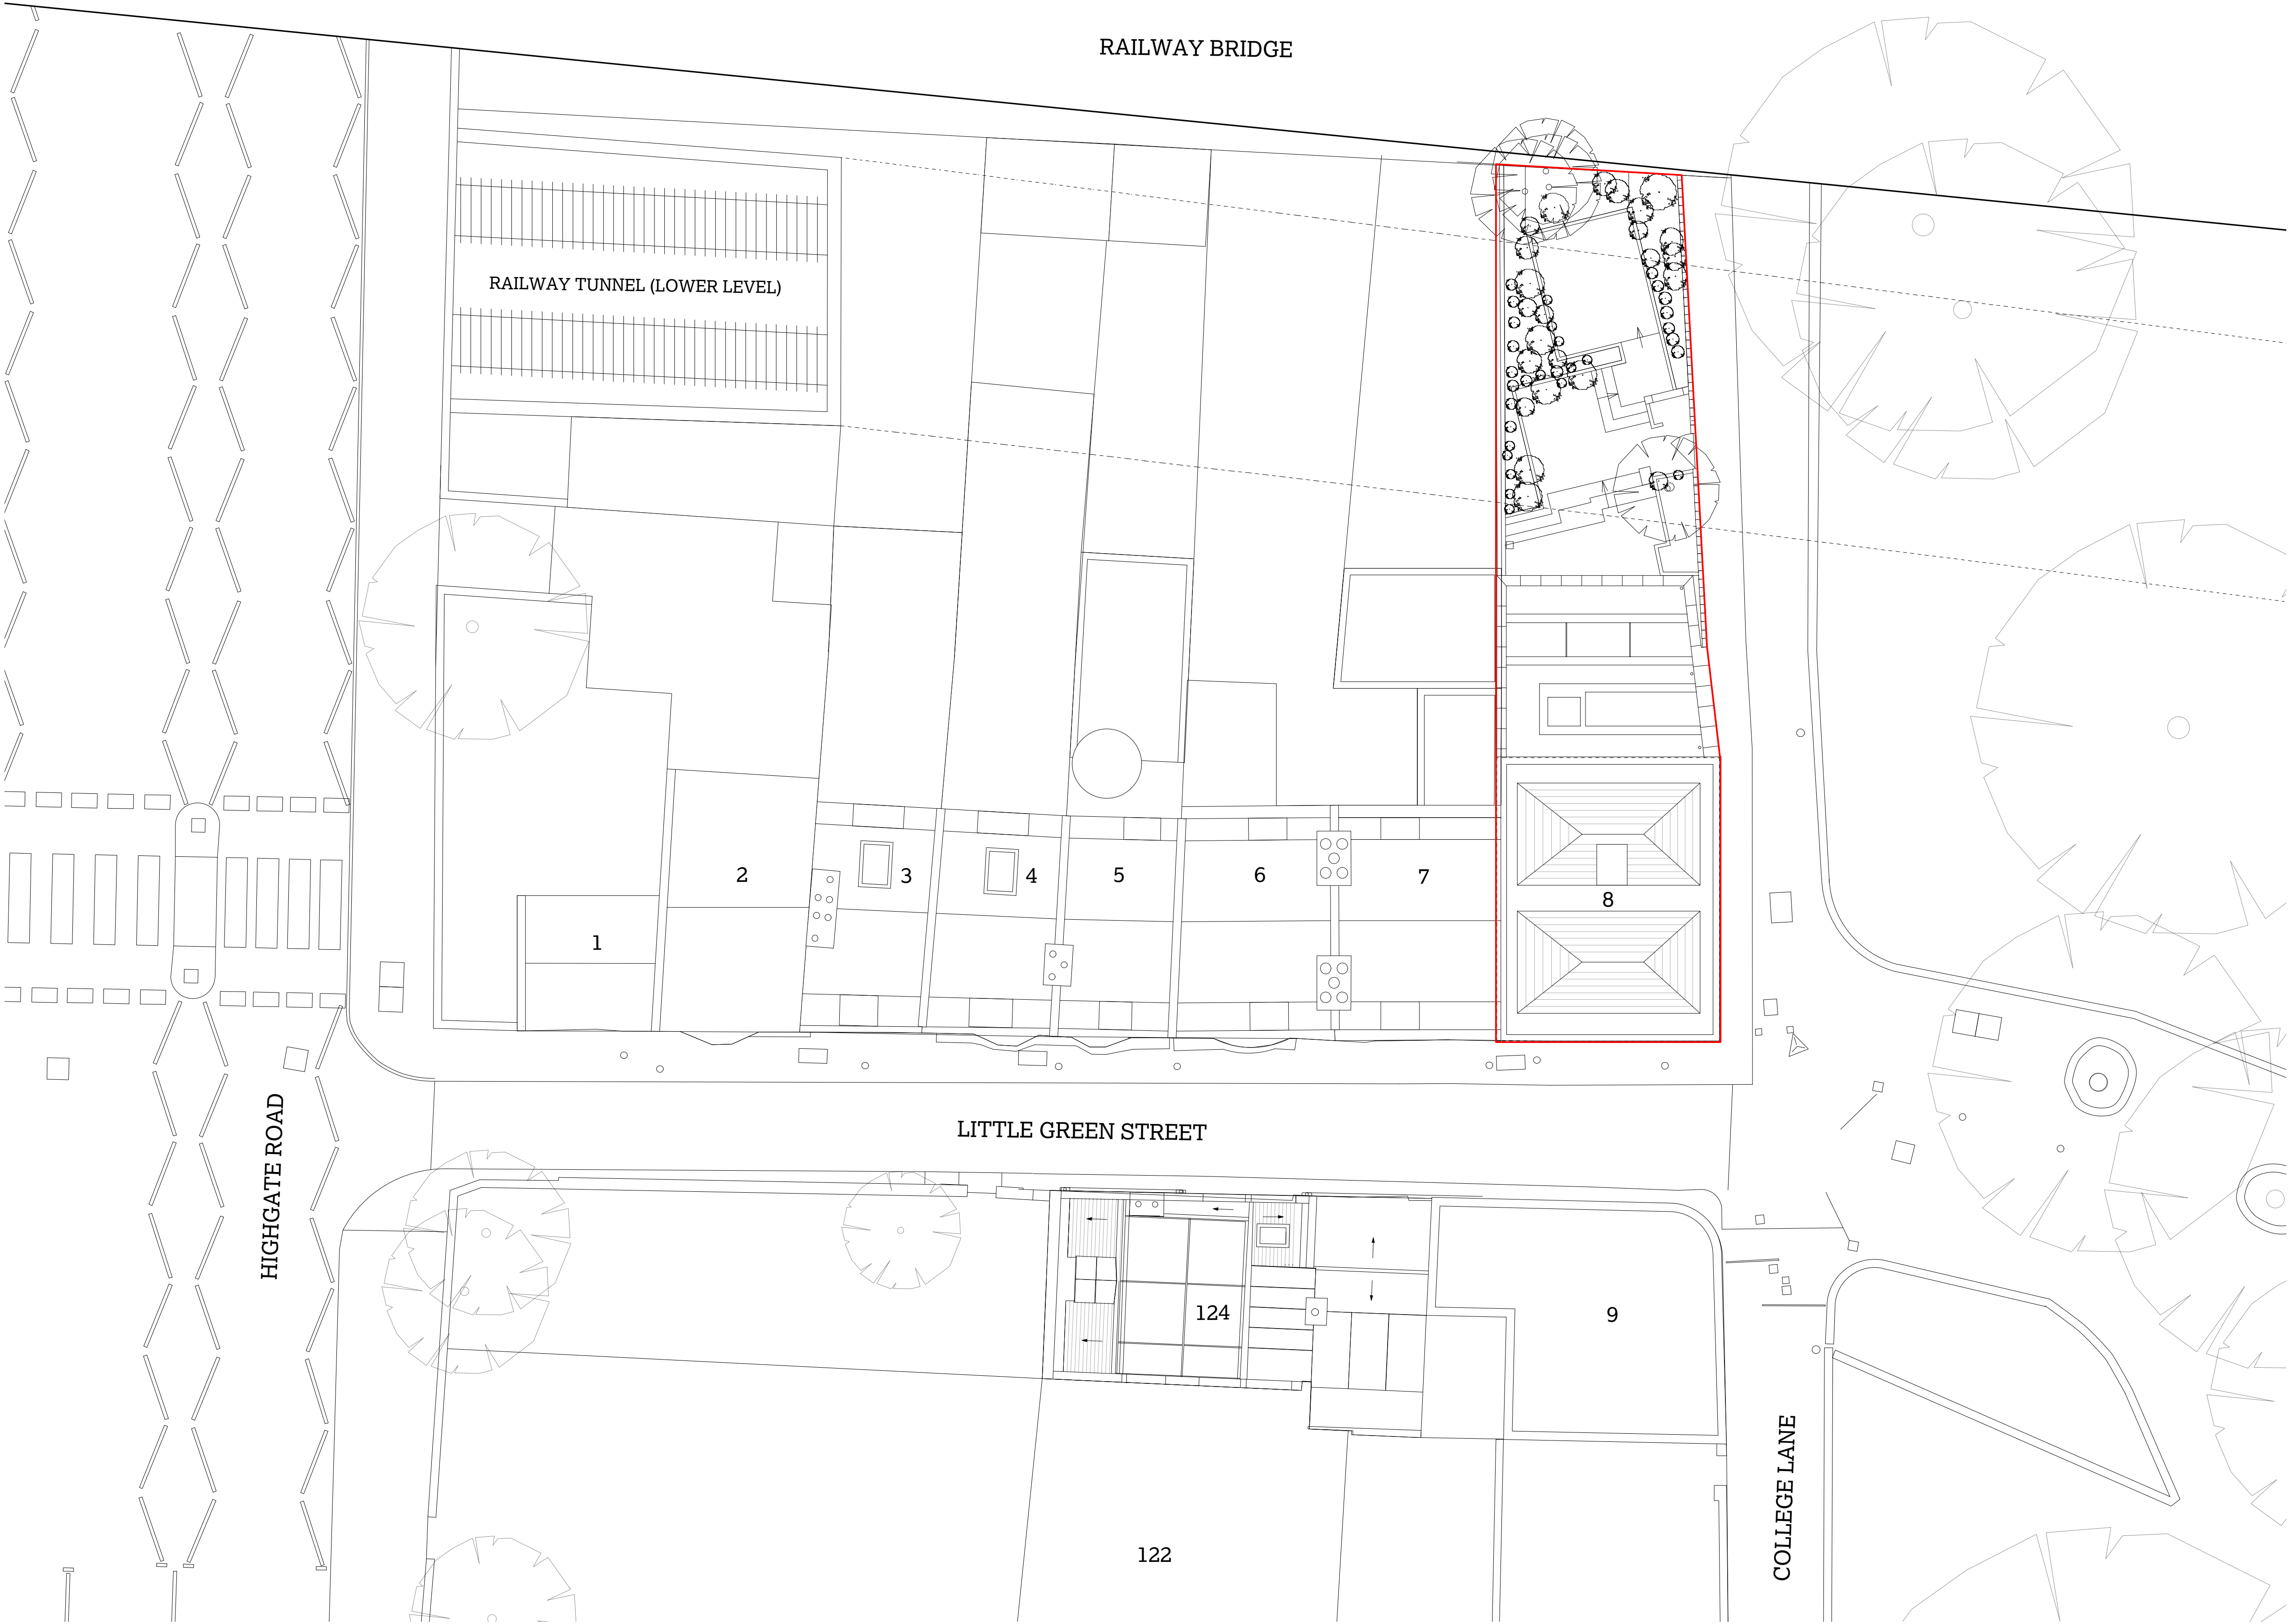 RAILWAY BRIDGE
RAILWAY TUNNEL (LOWER LEVEL)
1
2
3
4
5
6
7
8
LITTLE GREEN STREET
HIGHGATE ROAD
124
9
122
COLLEGE LANE